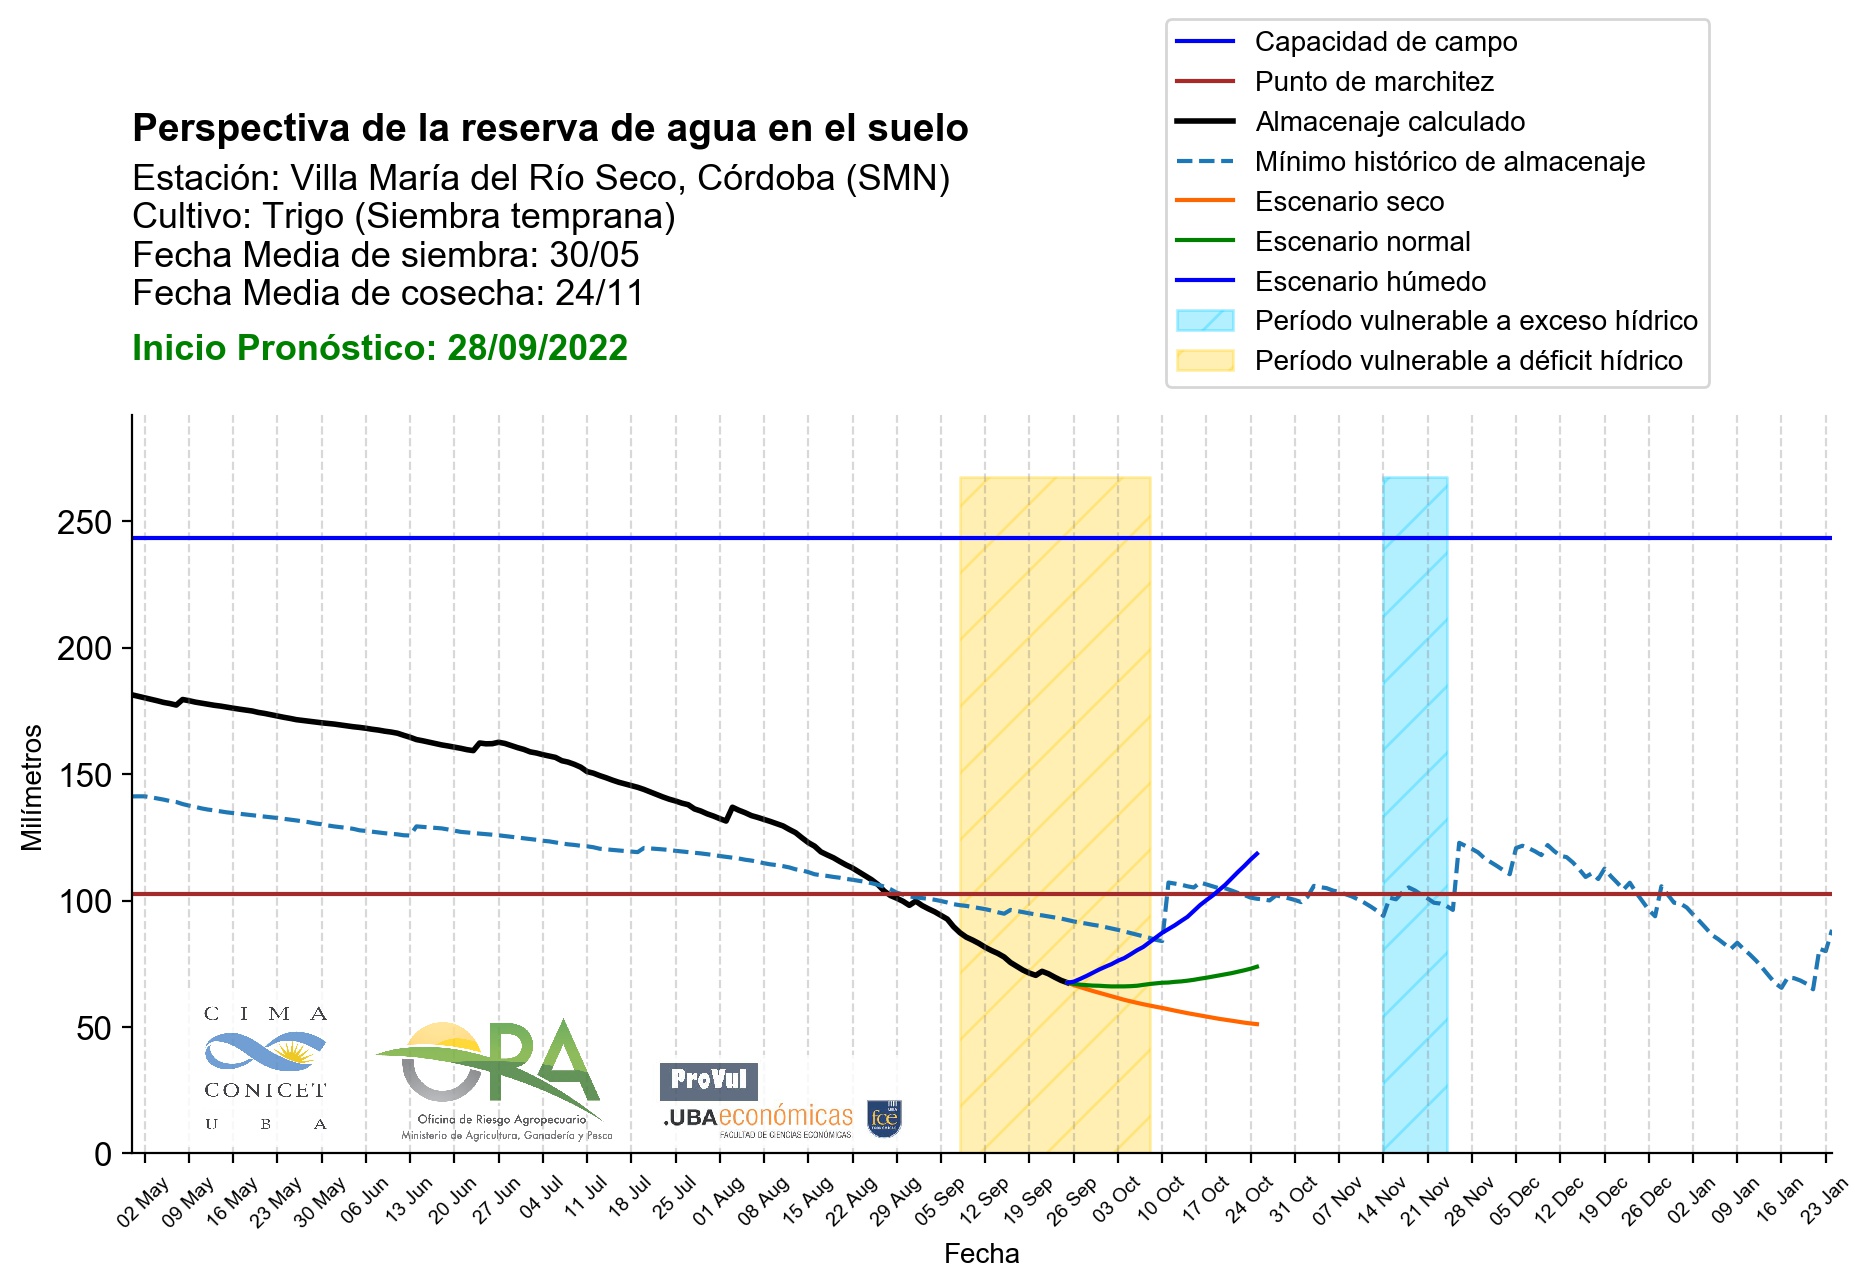 Capacidad de campo
Punto de marchitez
Almacenaje calculado
Mínimo histórico de almacenaje
Escenario seco
Escenario normal
Escenario húmedo
Período vulnerable a exceso hídrico
Período vulnerable a déficit hídrico
Perspectiva de la reserva de agua en el suelo
Estación: Villa María del Río Seco, Córdoba (SMN)
Cultivo: Trigo (Siembra temprana)
Fecha Media de siembra: 30/05
Fecha Media de cosecha: 24/11
Inicio Pronóstico: 28/09/2022
250
200
150
100
50
0
Milímetros
C I M A
CONICET
U B A
ORA
Oficina de Riesgo Agropecuario
Ministerio de Agricultura, Ganadería y Pesca
ProVul
.UBAeconómicas
FACULTAD DE CIENCIAS ECONÓMICAS
fce
02 May
09 May
16 May
23 May
30 May
06 Jun
13 Jun
20 Jun
27 Jun
04 Jul
11 Jul
18 Jul
25 Jul
01 Aug
08 Aug
15 Aug
22 Aug
29 Aug
05 Sep
12 Sep
19 Sep
26 Sep
03 Oct
10 Oct
17 Oct
24 Oct
31 Oct
07 Nov
14 Nov
21 Nov
28 Nov
05 Dec
12 Dec
19 Dec
26 Dec
02 Jan
09 Jan
16 Jan
23 Jan
Fecha